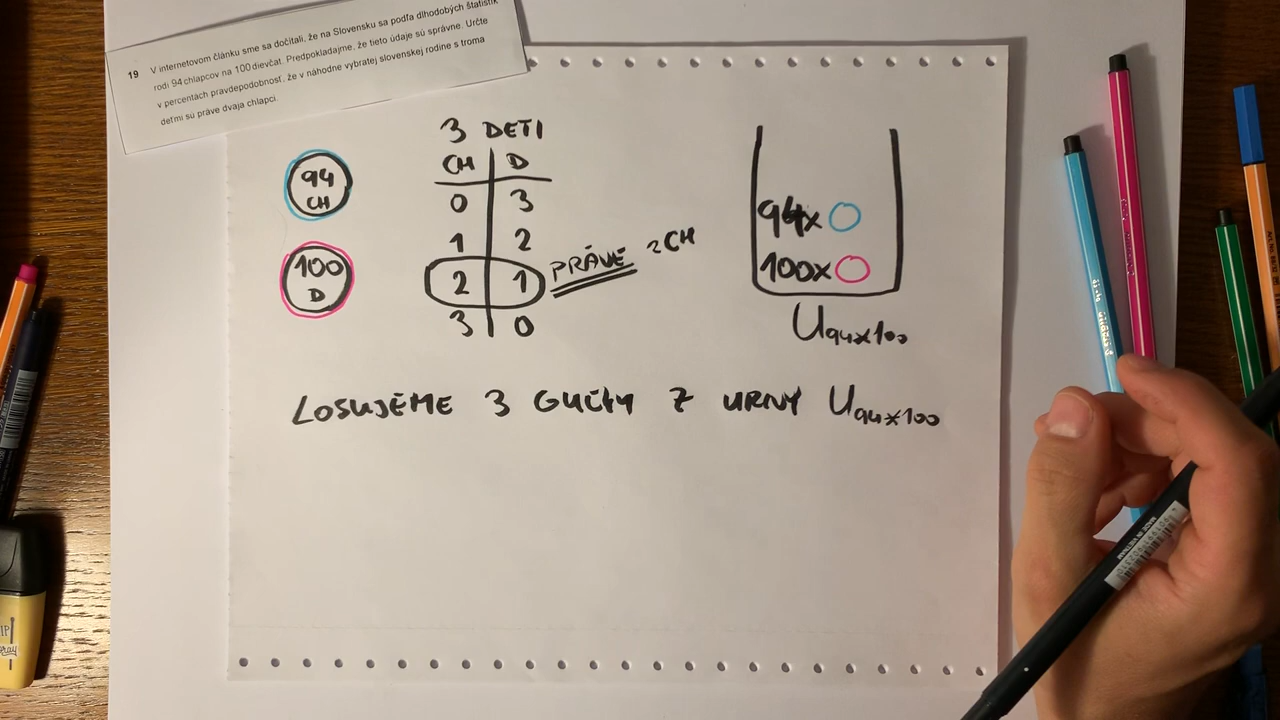 19 V internetovom článku sme sa dočítali, že na Slovensku sa podľa dlhodobých štatistík
rodí 94 chlapcov na 100 dievčat. Predpokladajme, že tieto údaje sú správne. Určte
v percentách pravdepodobnosť, že v náhodne vybratej slovenskej rodine s troma
deťmi sú práve dvaja chlapci.
3 DETI
CH D
94
CH
0 3
1 2
100
D
2 1 PRÁVE 2CH
3 0
94x
100x
U94x100
LOSUJEME 3 GUĽKY Z URNY U94x100